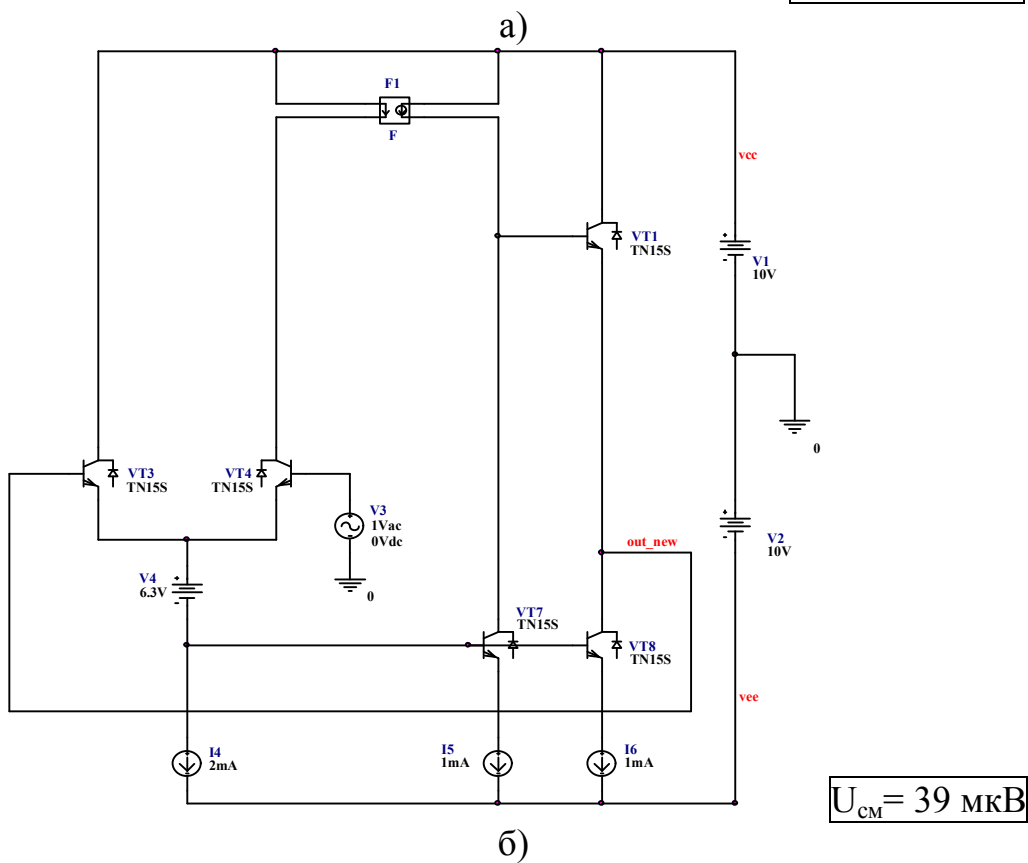 а)
F1
F
vcc
VT1
TN15S
+
-
V1
10V
0
VT3
TN15S
VT4
TN15S
V3
1Vac
0Vdc
0
+
-
V2
10V
out_new
V4
+
-
6.3V
VT7
TN15S
VT8
TN15S
vee
I4
2mA
I5
1mA
I6
1mA
Uсм= 39 мкВ
б)